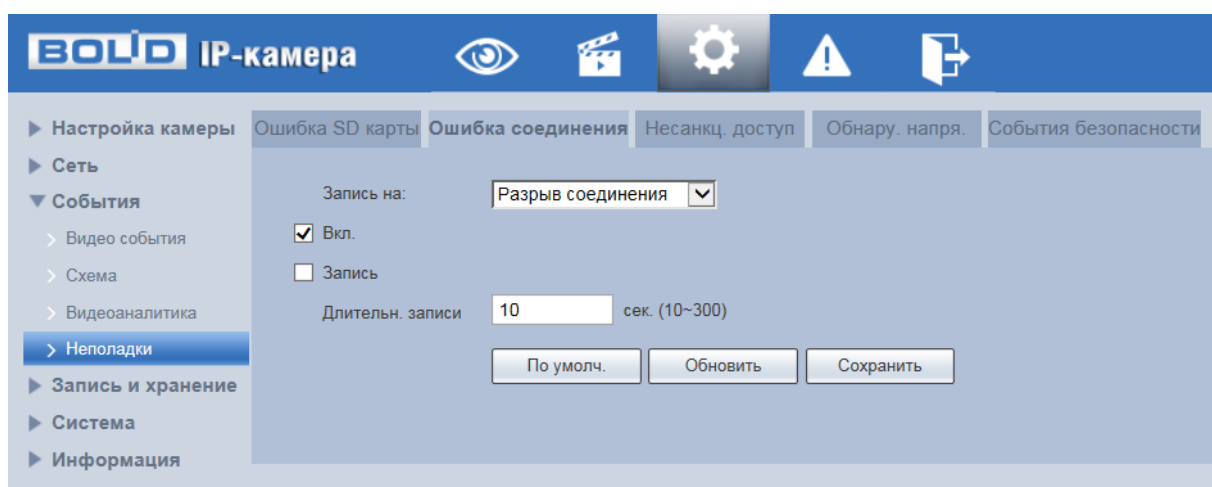 BOLID IP-камера
Настройка камеры
Сеть
События
Видео события
Схема
Видеоаналитика
Неполадки
Запись и хранение
Система
Информация
Ошибка SD карты Ошибка соединения Несанкц. доступ Обнару. напря. События безопасности
Запись на: Разрыв соединения
Вкл.
Запись
Длительн. записи 10 сек. (10~300)
По умолч. Обновить Сохранить